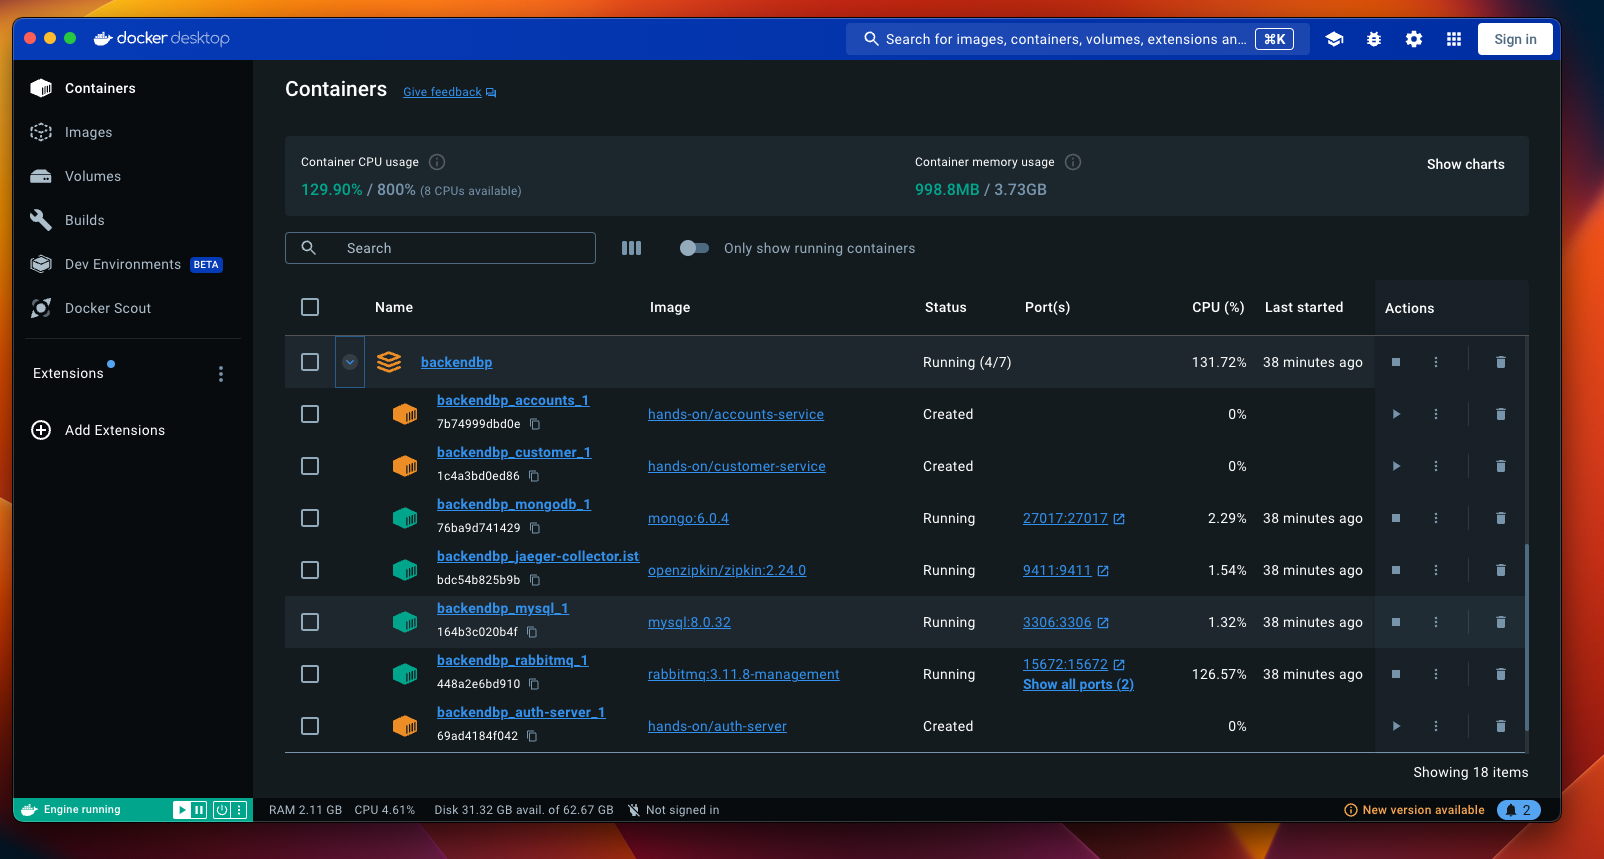 docker desktop
Search for images, containers, volumes, extensions an... ⌘K
Sign in
Containers
Images
Volumes
Builds
Dev Environments BETA
Docker Scout
Extensions
Add Extensions
Containers Give feedback
Container CPU usage
129.90% / 800% (8 CPUs available)
Container memory usage
998.8MB / 3.73GB
Show charts
Search
Only show running containers
Name Image Status Port(s) CPU (%) Last started Actions
backendbp Running (4/7) 131.72% 38 minutes ago
backendbp_accounts_1
7b74999dbd0e
hands-on/accounts-service Created 0%
backendbp_customer_1
1c4a3bd0ed86
hands-on/customer-service Created 0%
backendbp_mongodb_1
76ba9d741429
mongo:6.0.4 Running 27017:27017 2.29% 38 minutes ago
backendbp_jaeger-collector.ist
bdc54b825b9b
openzipkin/zipkin:2.24.0 Running 9411:9411 1.54% 38 minutes ago
backendbp_mysql_1
164b3c020b4f
mysql:8.0.32 Running 3306:3306 1.32% 38 minutes ago
backendbp_rabbitmq_1
448a2e6bd910
rabbitmq:3.11.8-management Running 15672:15672 126.57% 38 minutes ago
Show all ports (2)
backendbp_auth-server_1
69ad4184f042
hands-on/auth-server Created 0%
Showing 18 items
Engine running
RAM 2.11 GB CPU 4.61% Disk 31.32 GB avail. of 62.67 GB Not signed in
New version available 2